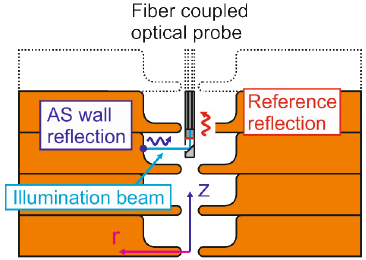 Fiber coupled
optical probe
AS wall
reflection
Reference
reflection
Illumination beam
z
r